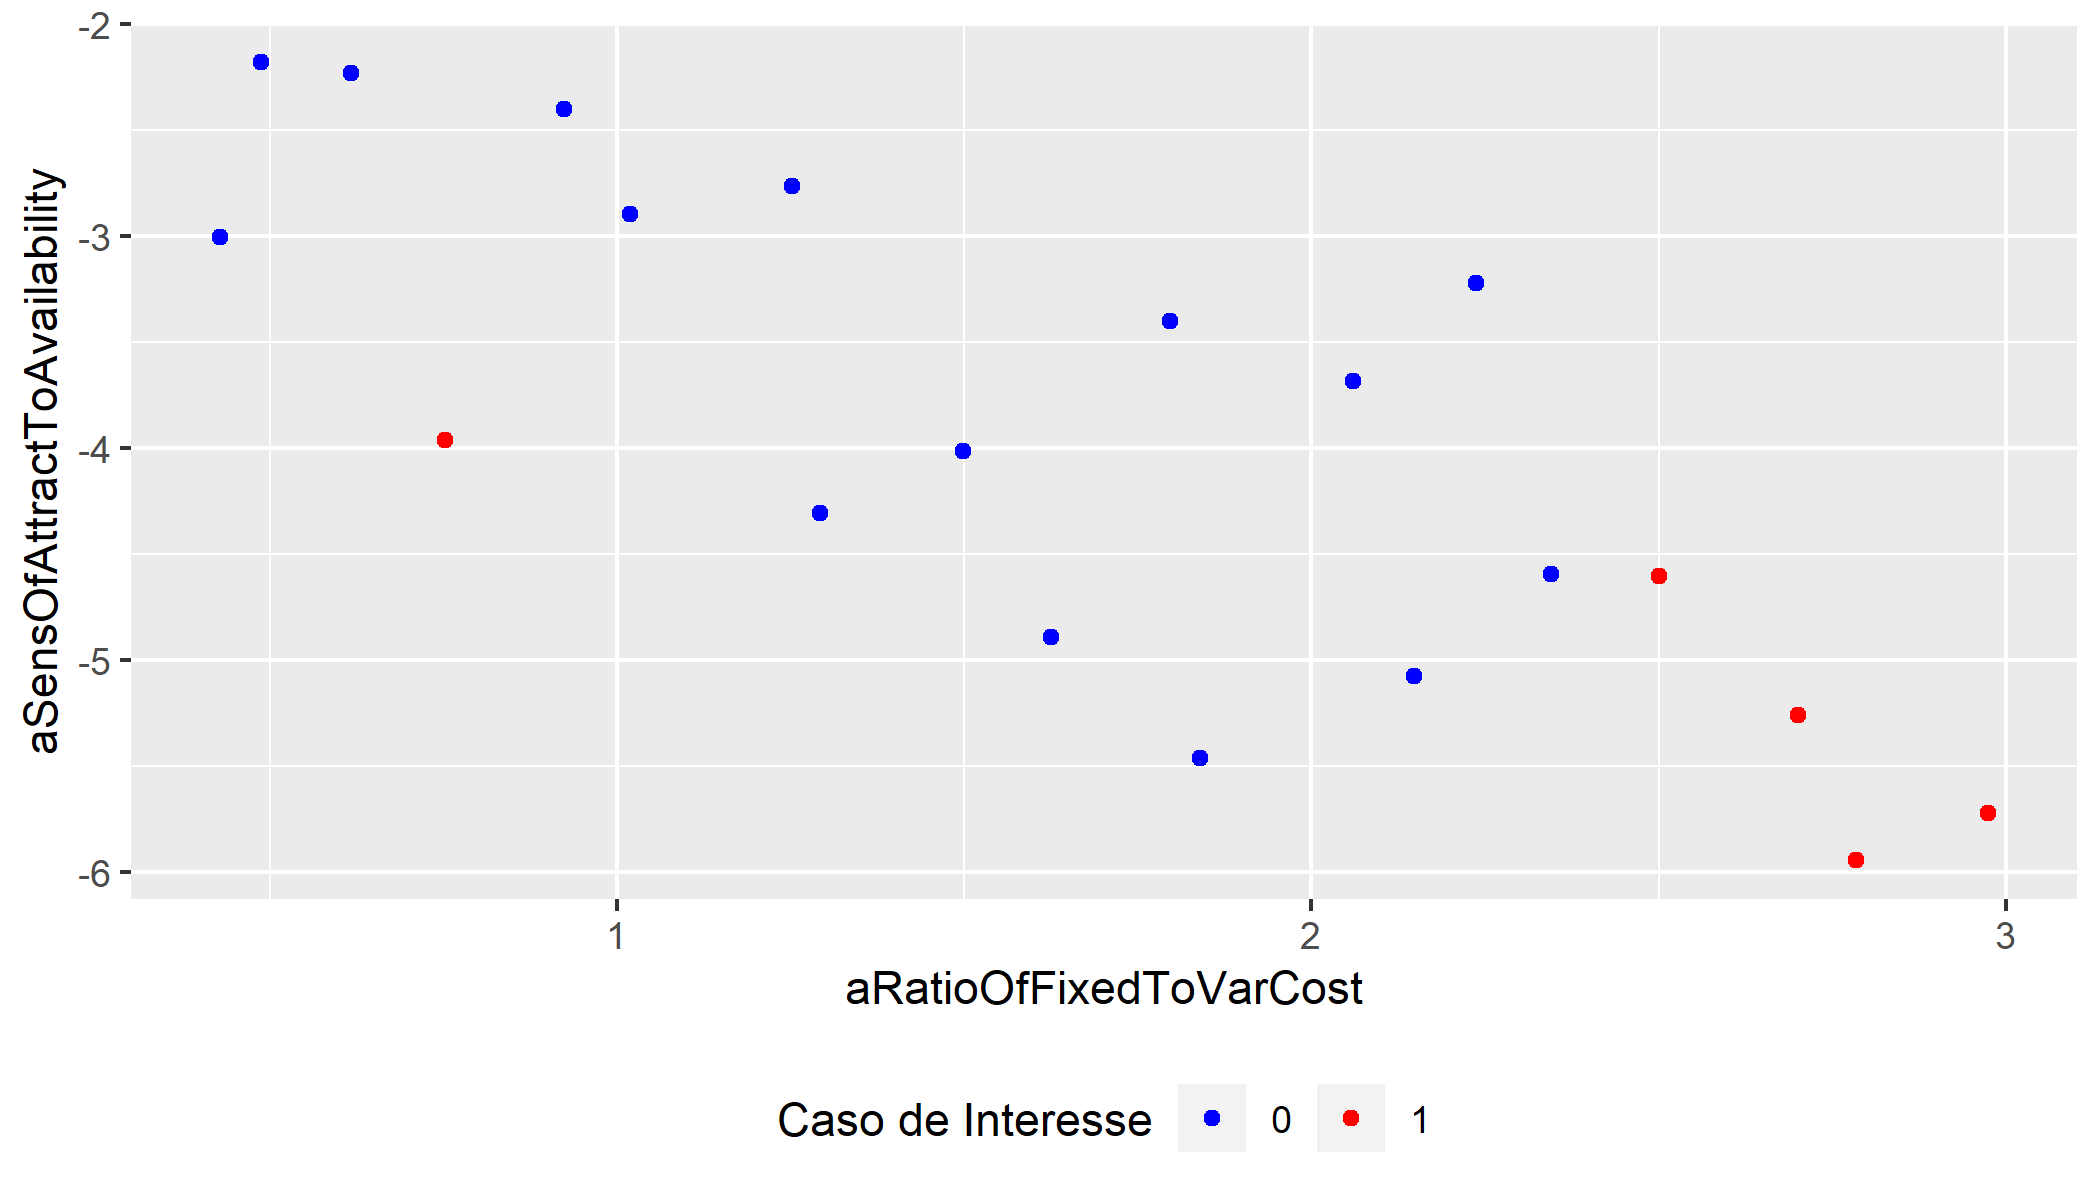 -2
-3
-4
-5
-6
aSensOfAttractToAvailability
1 2 3
aRatioOfFixedToVarCost
Caso de Interesse 0 1